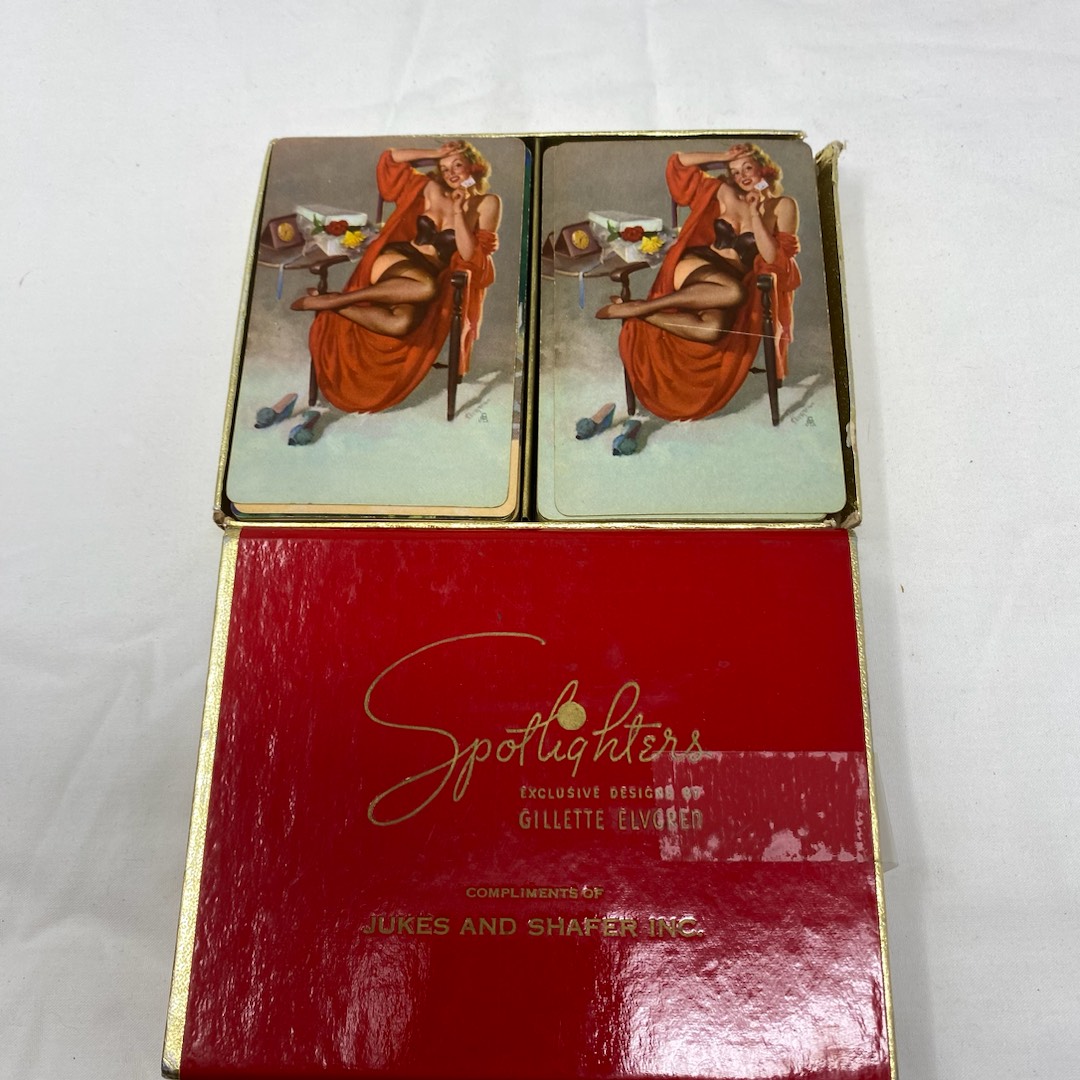 Spotlighters
EXCLUSIVE DESIGNS BY
GILLETTE ELVGREN
COMPLIMENTS OF
JUKES AND SHAFER INC.